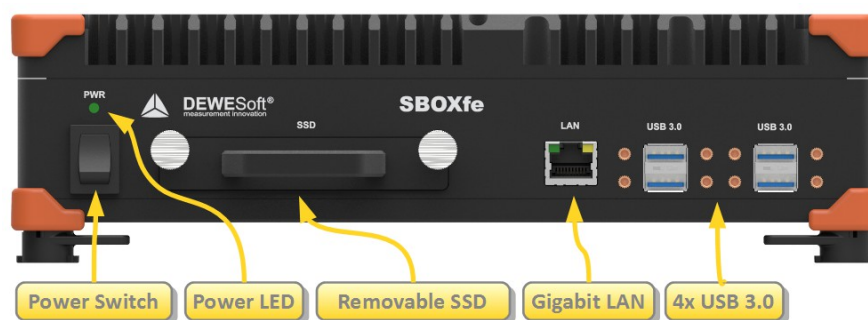 PWR
DEWESoft®
measurement innovation
SBOXfe
SSD
LAN
USB 3.0
USB 3.0
Power Switch
Power LED
Removable SSD
Gigabit LAN
4x USB 3.0